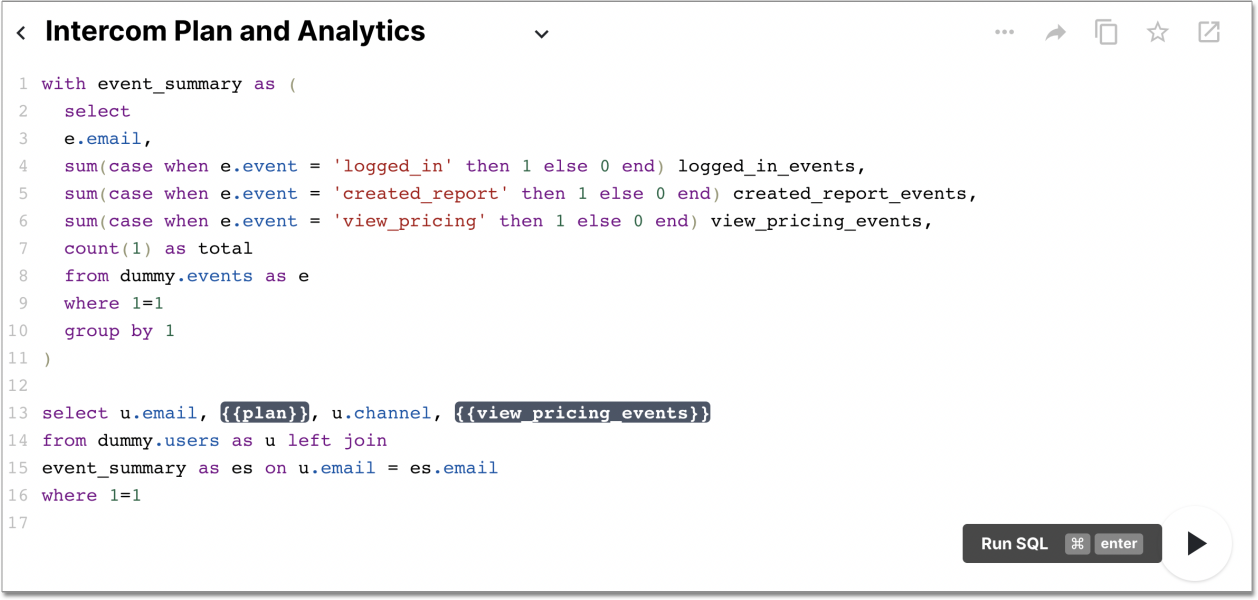 Intercom Plan and Analytics
1 with event_summary as (
2 select
3 e.email,
4 sum(case when e.event = 'logged_in' then 1 else 0 end) logged_in_events,
5 sum(case when e.event = 'created_report' then 1 else 0 end) created_report_events,
6 sum(case when e.event = 'view_pricing' then 1 else 0 end) view_pricing_events,
7 count(1) as total
8 from dummy.events as e
9 where 1=1
10 group by 1
11 )
12
13 select u.email, {{plan}}, u.channel, {{view_pricing_events}}
14 from dummy.users as u left join
15 event_summary as es on u.email = es.email
16 where 1=1
17
Run SQL ⌘ enter